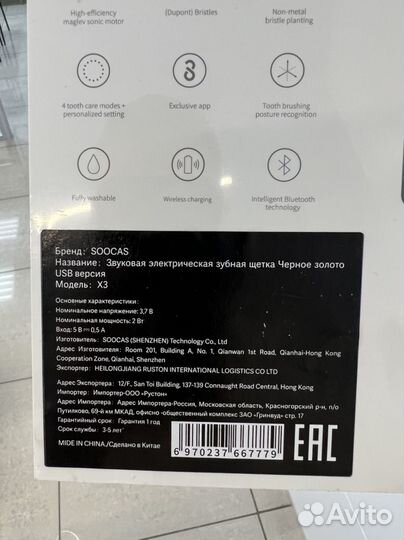 High-efficiency
maglev sonic motor
(Dupont) Bristles
Non-metal
bristle planting
4 tooth care modes +
personalized setting
Exclusive app
Tooth brushing
posture recognition
Fully washable
Wireless charging
Intelligent Bluetooth
technology
Бренд: SOOCAS
Название: Звуковая электрическая зубная щетка Черное золото
USB версия
Модель: X3
Основные характеристики:
Номинальное напряжение: 3,7 В
Номинальная мощность: 2 Вт
Вход: 5 В⎓0,5 А
Изготовитель: SOOCAS (SHENZHEN) Technology Co., Ltd
Адрес Изготовителя: Room 201, Building A, No. 1, Qianwan 1st Road, Qianhai-Hong Kong
Cooperation Zone, Qianhai, Shenzhen
Экспортер: HEILONGJIANG RUSTON INTERNATIONAL LOGISTICS CO LTD
Адрес Экспортера: 12/F, San Toi Building, 137-139 Connaught Road Central, Hong Kong
Импортер: Импортер-ООО «Рустон»
Адрес Импортера: Импортера-Россия, Московская область, Красногорский р-н, п/о
Путилково, 69-й км МКАД, офисно-общественный комплекс ЗАО "Гринвуд" стр. 17
Гарантийный срок: Гарантия 1 год
Срок службы: 3-5 лет
MADE IN CHINA/Сделано в Китае
6 970237 667779
EAC
Avito